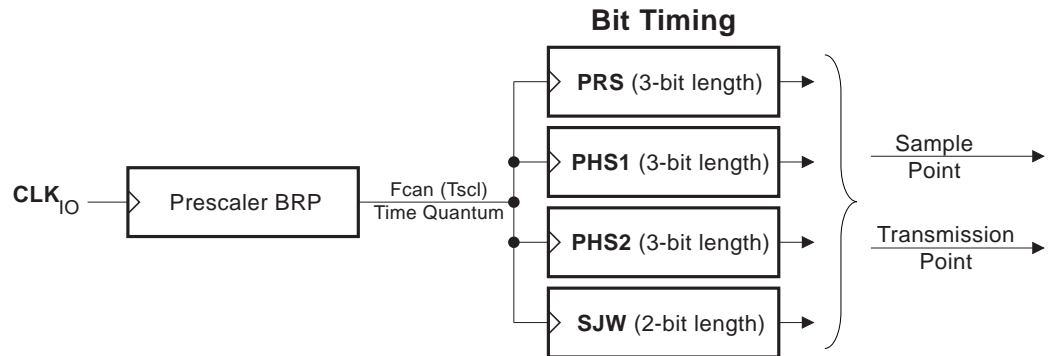 Bit Timing
PRS (3-bit length)
PHS1 (3-bit length)
Sample
Point
CLKIO
Prescaler BRP
Fcan (Tscl)
Time Quantum
PHS2 (3-bit length)
Transmission
Point
SJW (2-bit length)